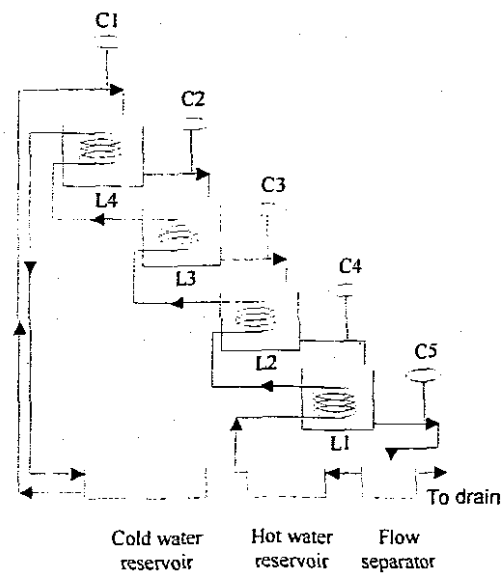 C1
C2
L4
C3
L3
C4
L2
C5
L1
To drain
Cold water
reservoir
Hot water
reservoir
Flow
separator